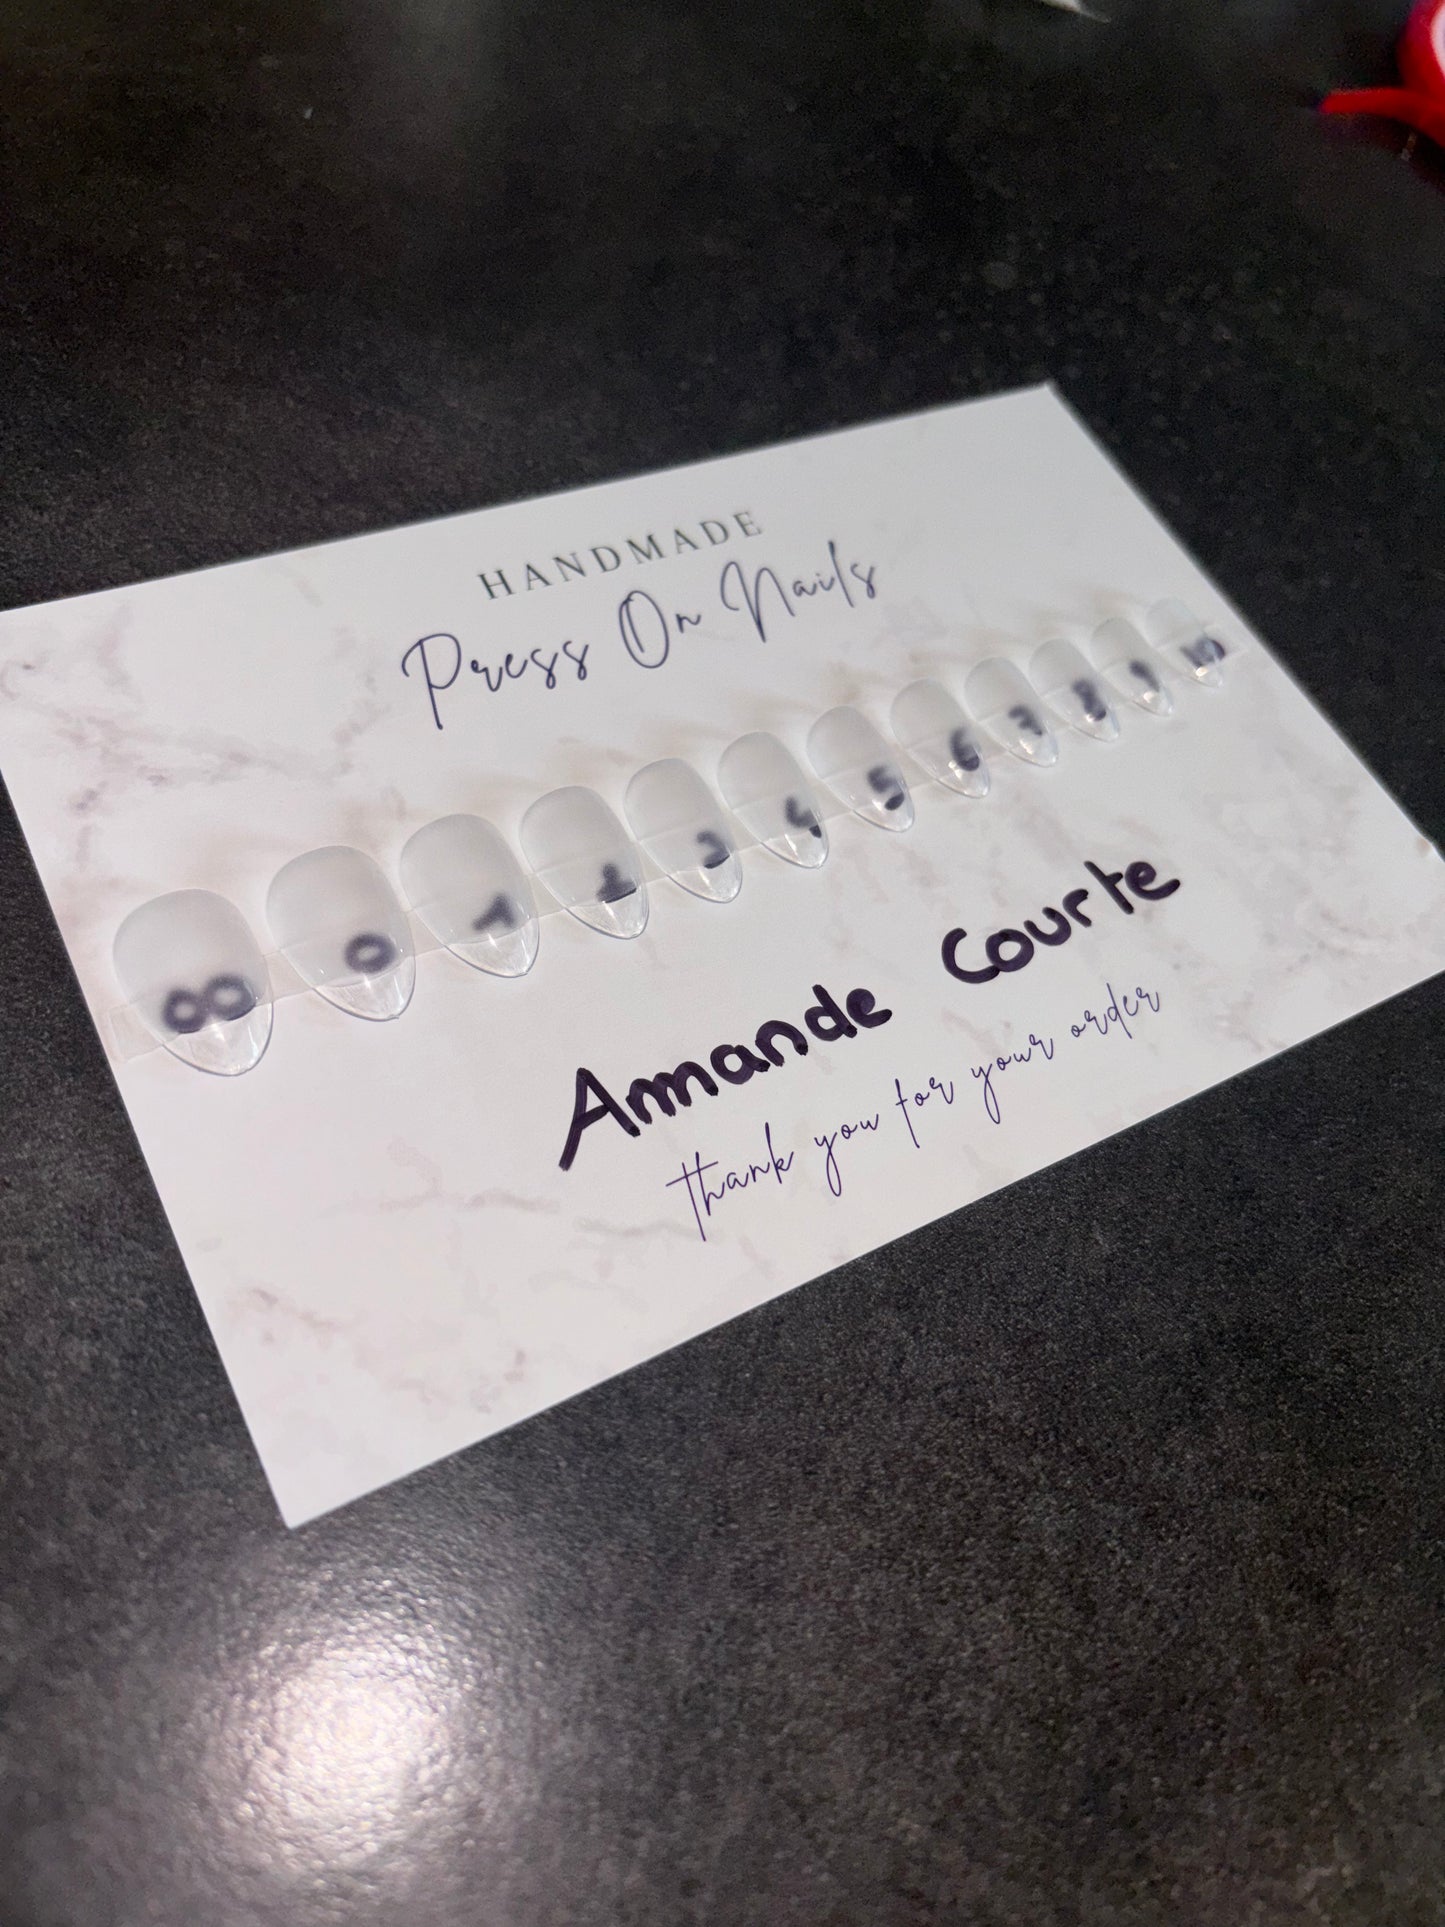 HANDMADE
Press On Nails
00 0 1 2 3 4 5 6 7 8 9 10
Amande Courte
thank you for your order